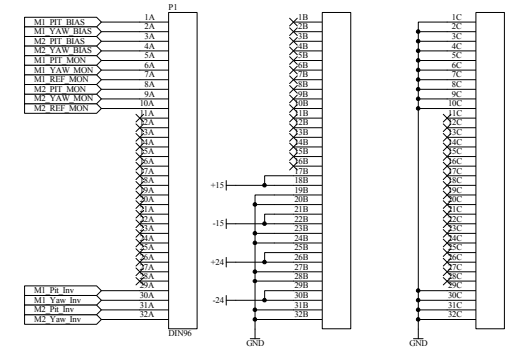 P1
M1_PIT_BIAS 1A
M1_YAW_BIAS 2A
M2_PIT_BIAS 3A
M2_YAW_BIAS 4A
M1_PIT_MON 5A
M1_YAW_MON 6A
M1_REF_MON 7A
M2_PIT_MON 8A
M2_YAW_MON 9A
M2_REF_MON 10A
11A
12A
13A
14A
15A
16A
17A
18A
19A
20A
21A
22A
23A
24A
25A
26A
27A
28A
29A
M1_Pit_Inv
M1_Yaw_Inv 30A
M2_Pit_Inv 31A
M2_Yaw_Inv 32A
DIN96
1B
2B
3B
4B
5B
6B
7B
8B
9B
10B
11B
12B
13B
14B
15B
16B
17B
+15 18B
19B
20B
21B
-15 22B
23B
24B
25B
+24 26B
27B
28B
29B
-24 30B
31B
32B
GND
1C
2C
3C
4C
5C
6C
7C
8C
9C
10C
11C
12C
13C
14C
15C
16C
17C
18C
19C
20C
21C
22C
23C
24C
25C
26C
27C
28C
29C
30C
31C
32C
GND